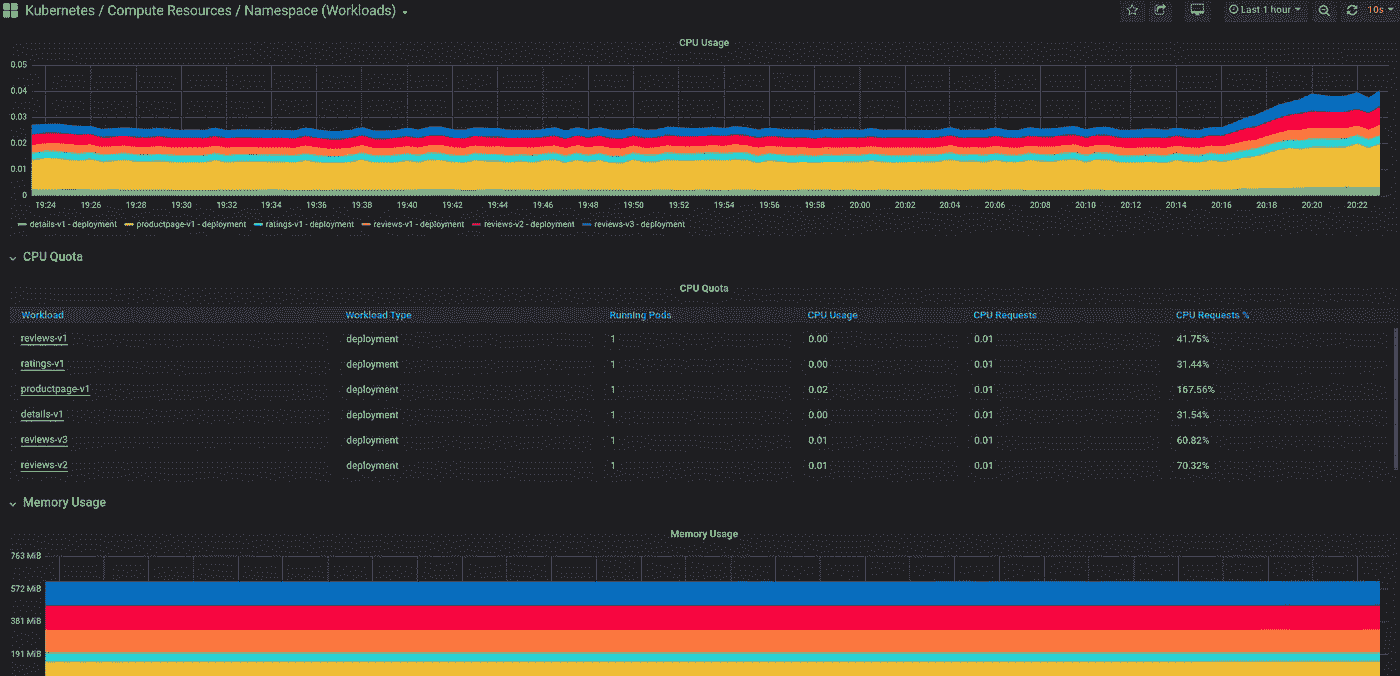 Kubernetes / Compute Resources / Namespace (Workloads)
Last 1 hour
10s
CPU Usage
0.05
0.04
0.03
0.02
0.01
0
19:24 19:26 19:28 19:30 19:32 19:34 19:36 19:38 19:40 19:42 19:44 19:46 19:48 19:50 19:52 19:54 19:56 19:58 20:00 20:02 20:04 20:06 20:08 20:10 20:12 20:14 20:16 20:18 20:20 20:22
details-v1 - deployment productpage-v1 - deployment ratings-v1 - deployment reviews-v1 - deployment reviews-v2 - deployment reviews-v3 - deployment
CPU Quota
CPU Quota
Workload Workload Type Running Pods CPU Usage CPU Requests CPU Requests %
reviews-v1 deployment 1 0.00 0.01 41.75%
ratings-v1 deployment 1 0.00 0.01 31.44%
productpage-v1 deployment 1 0.02 0.01 167.56%
details-v1 deployment 1 0.00 0.01 31.54%
reviews-v3 deployment 1 0.01 0.01 60.82%
reviews-v2 deployment 1 0.01 0.01 70.32%
Memory Usage
Memory Usage
763 MiB
572 MiB
381 MiB
191 MiB